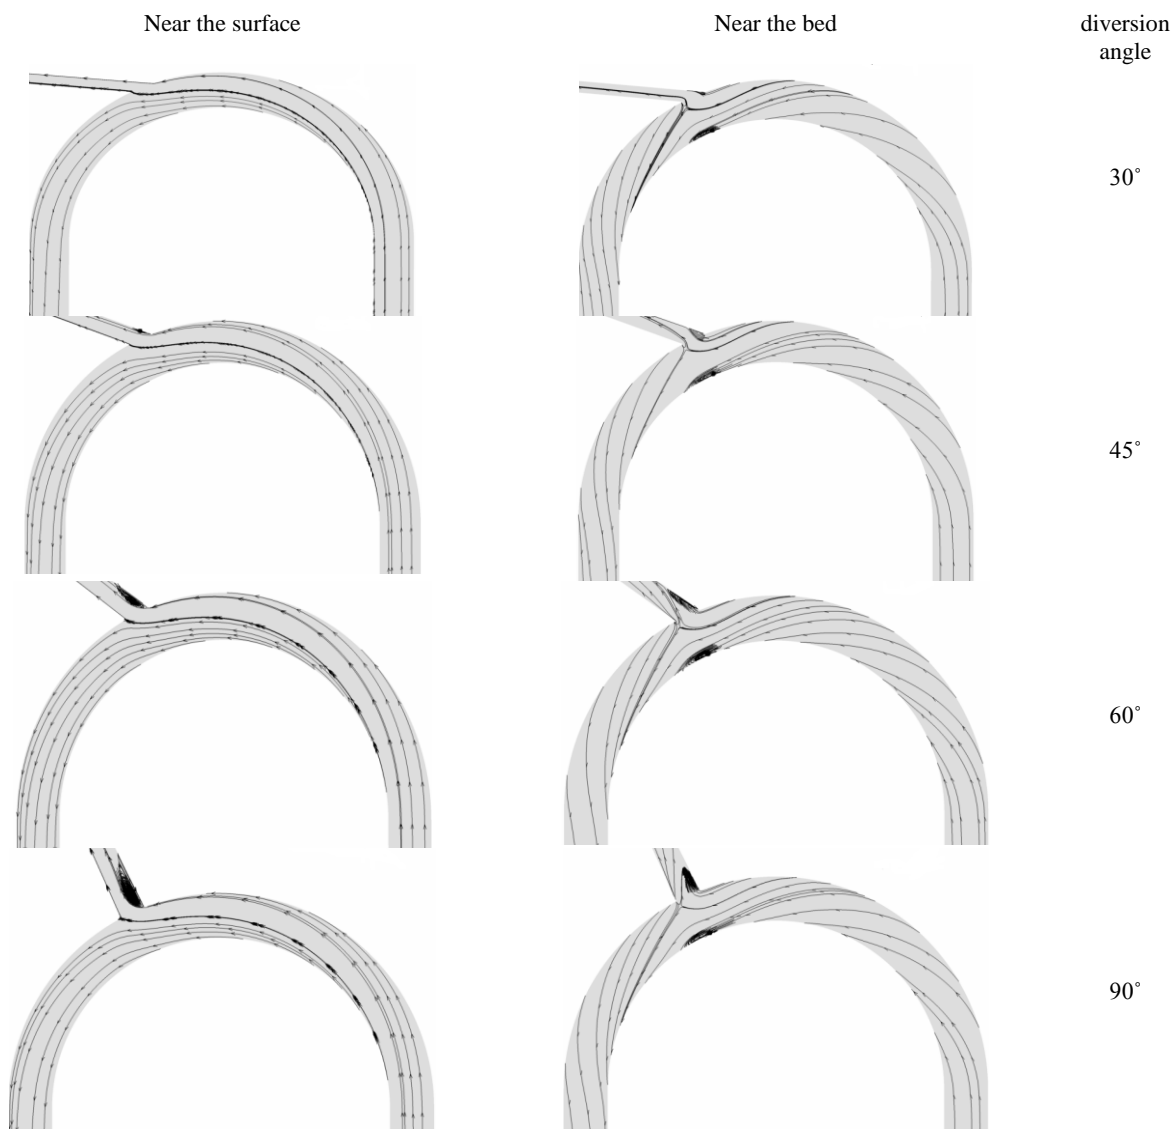 Near the surface
Near the bed
diversion
angle
30˚
45˚
60˚
90˚